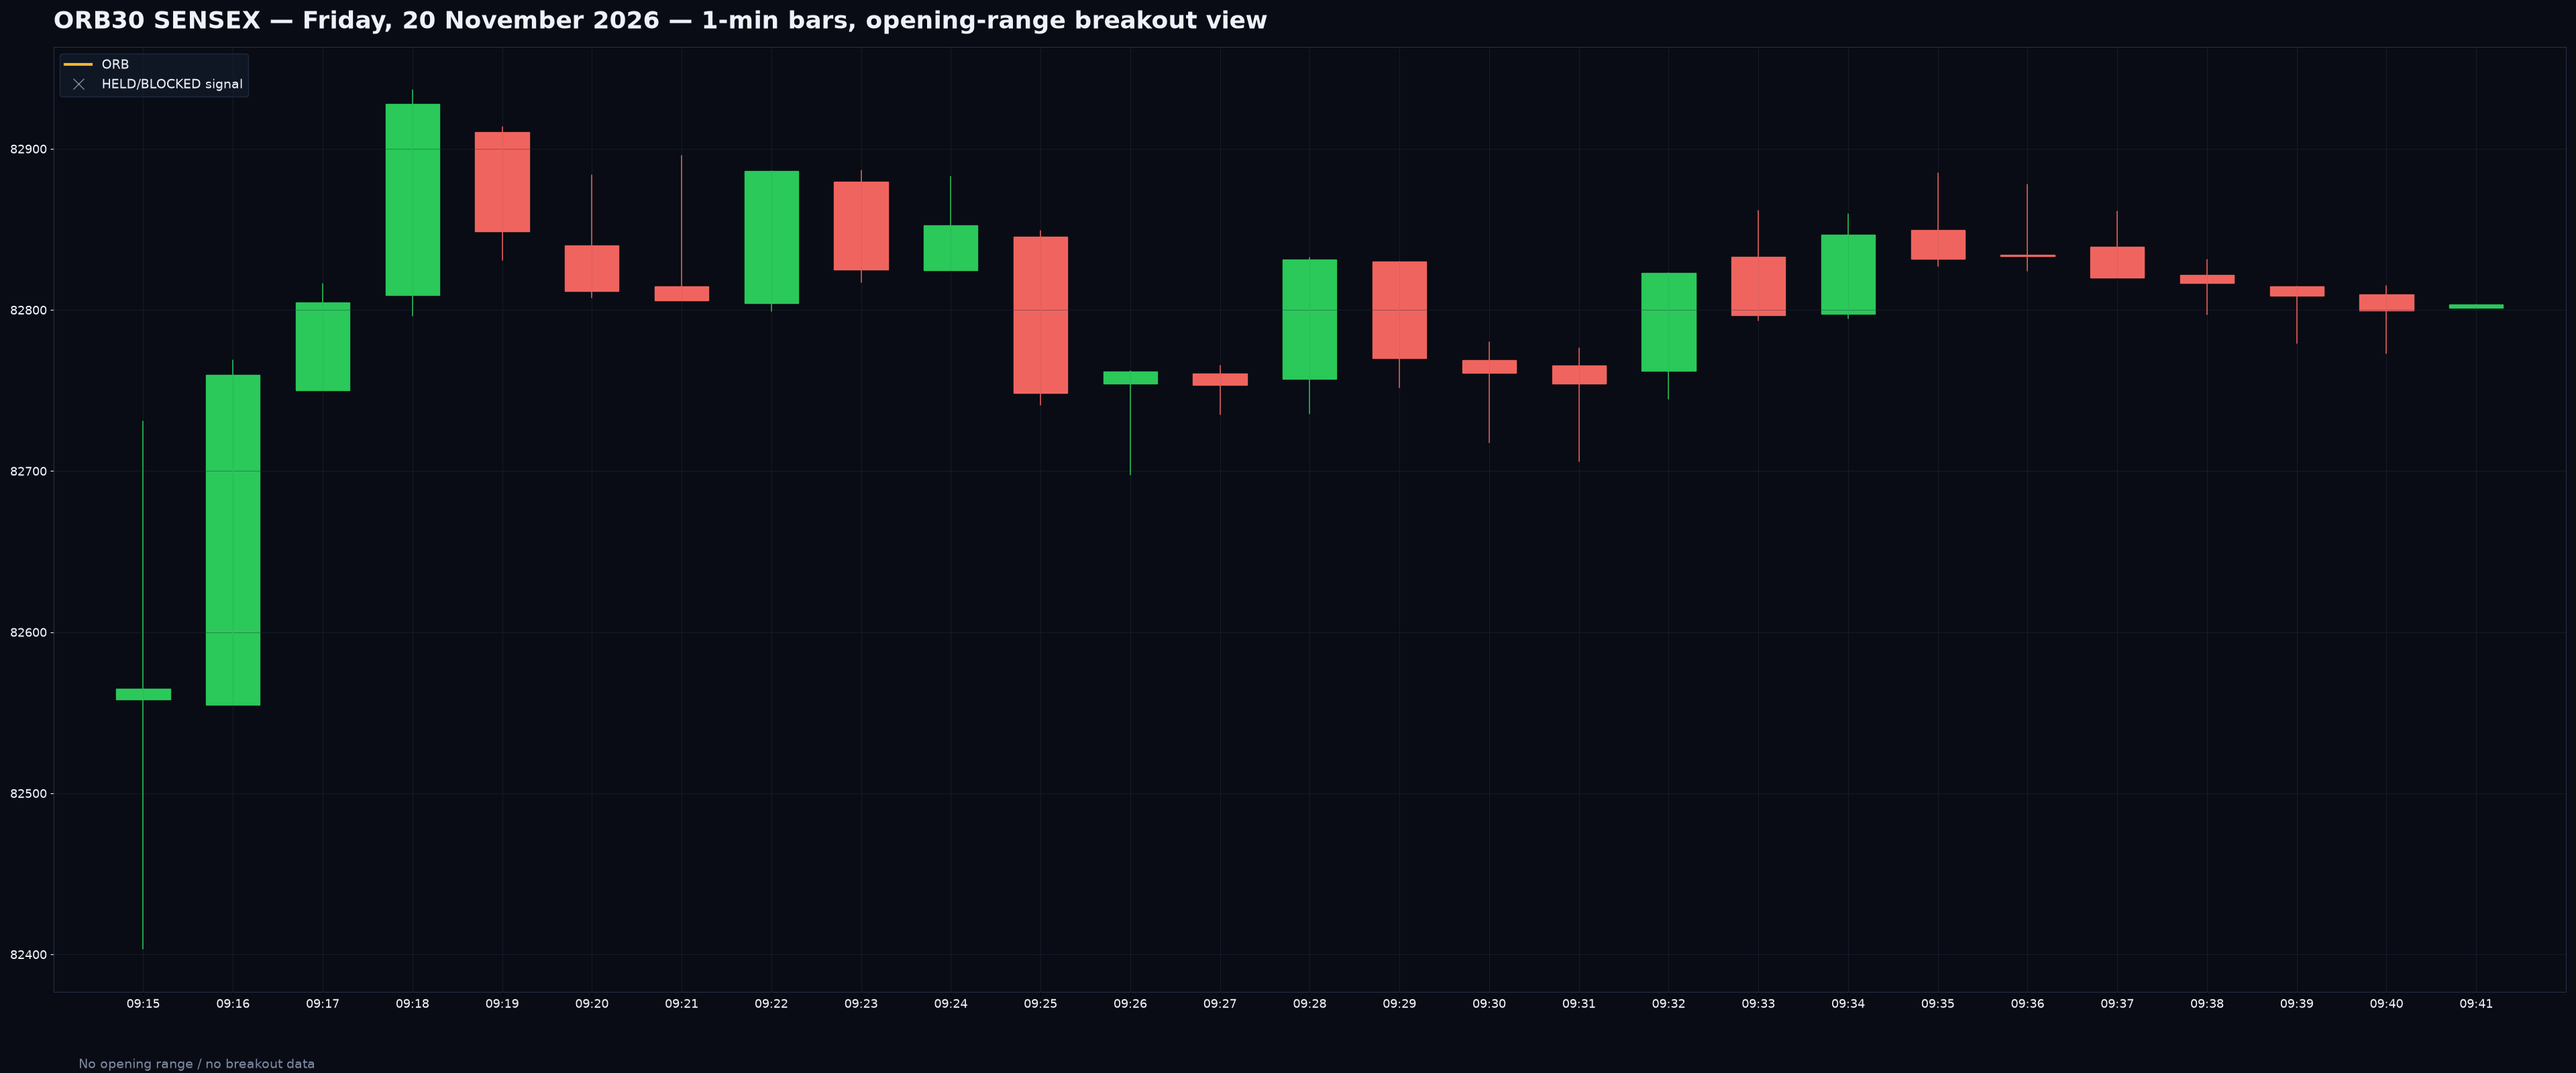 ORB30 SENSEX — Friday, 20 November 2026 — 1-min bars, opening-range breakout view
ORB
HELD/BLOCKED signal
82900
82800
82700
82600
82500
82400
09:15 09:16 09:17 09:18 09:19 09:20 09:21 09:22 09:23 09:24 09:25 09:26 09:27 09:28 09:29 09:30 09:31 09:32 09:33 09:34 09:35 09:36 09:37 09:38 09:39 09:40 09:41
No opening range / no breakout data